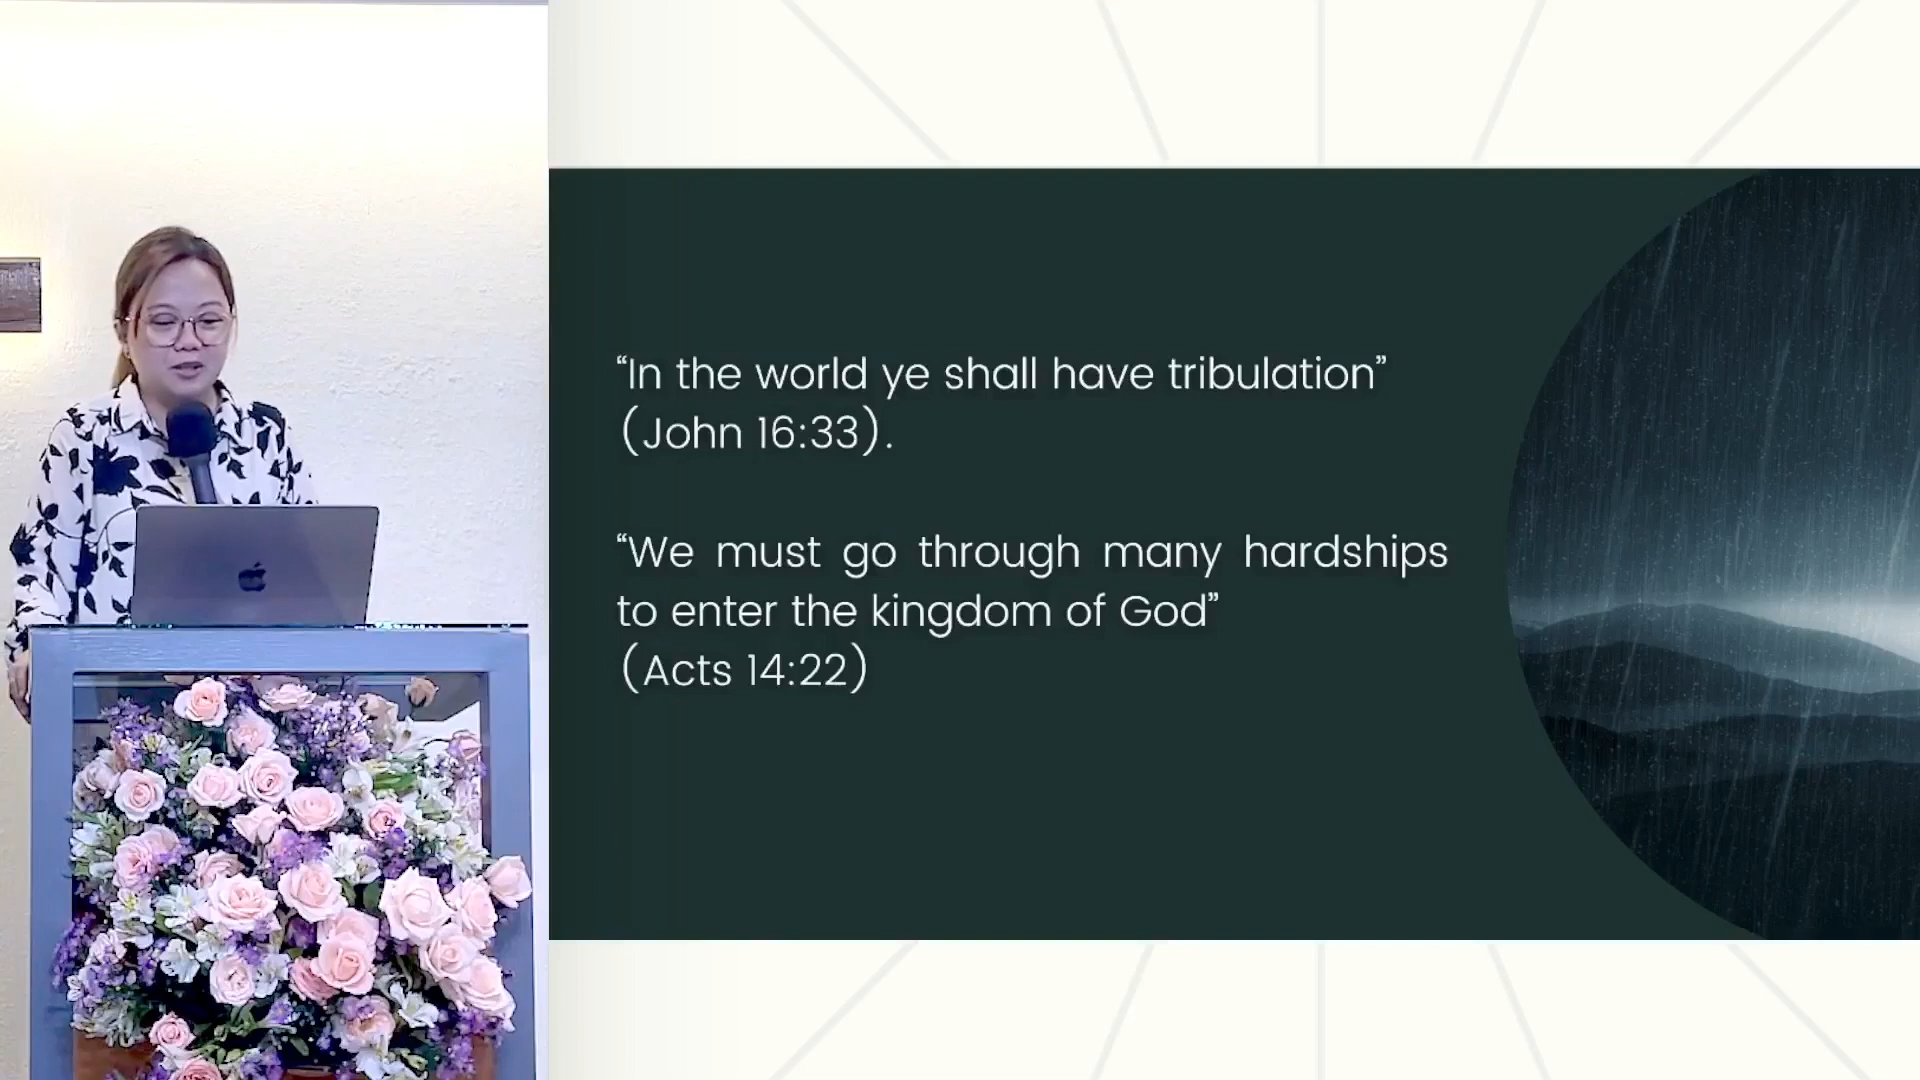 “In the world ye shall have tribulation”
(John 16:33).
“We must go through many hardships
to enter the kingdom of God”
(Acts 14:22)